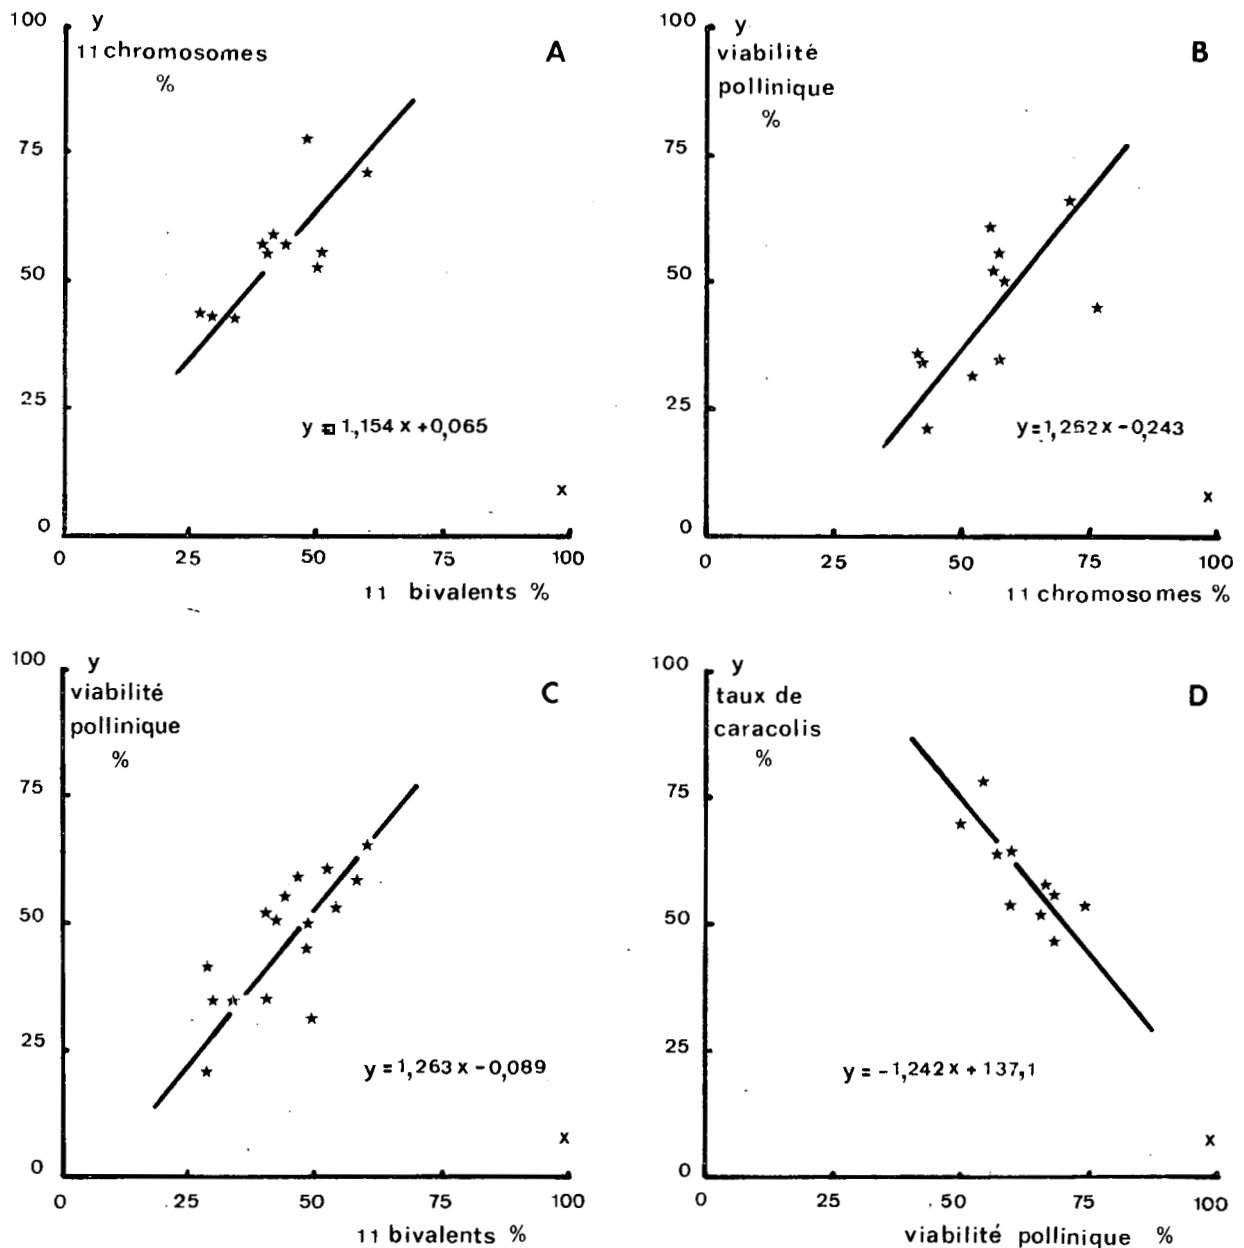 100
y
11 chromosomes
%
A
75
50
25
0
y = 1,154 x + 0,065
x
0 25 50 75 100
11 bivalents %
100
y
viabilité
pollinique
%
B
75
50
25
0
y = 1,262 x - 0,243
x
0 25 50 75 100
11 chromosomes %
100
y
viabilité
pollinique
%
C
75
50
25
0
y = 1,263 x - 0,089
x
0 25 50 75 100
11 bivalents %
100
y
taux de
caracolis
%
D
75
50
25
0
y = -1,242 x + 137,1
x
0 25 50 75 100
viabilité pollinique %